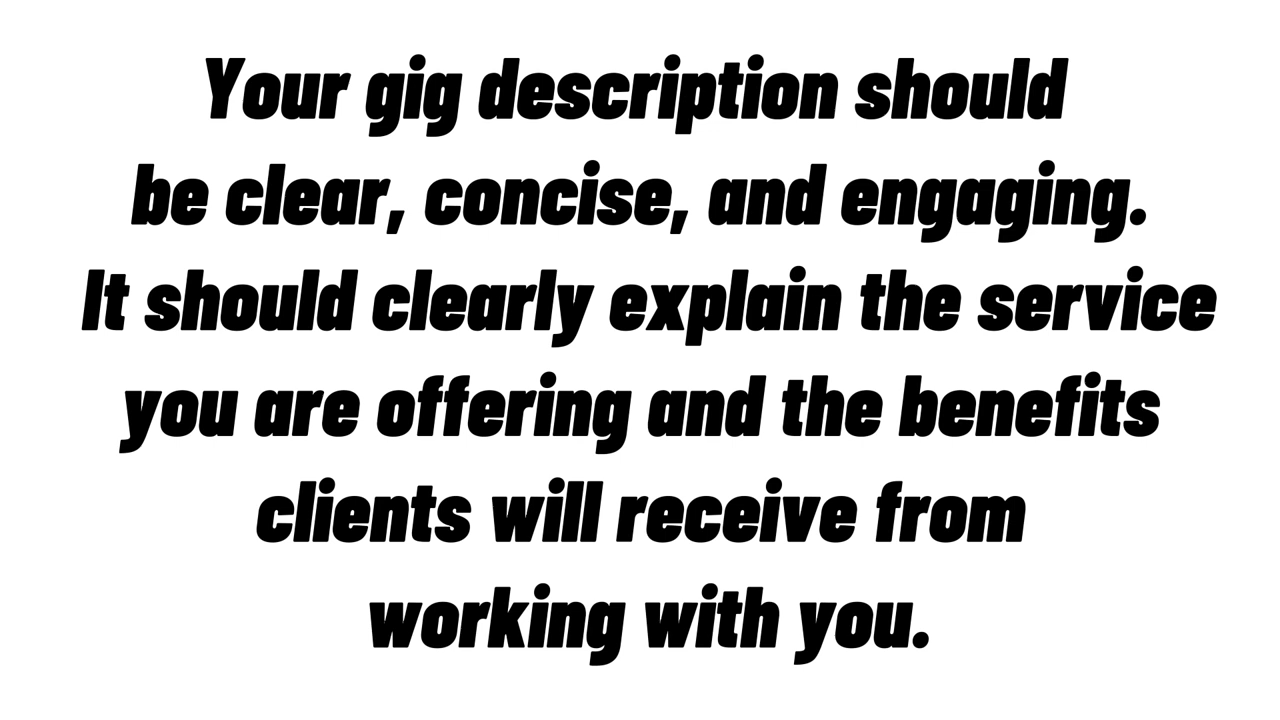 Your gig description should
be clear, concise, and engaging.
It should clearly explain the service
you are offering and the benefits
clients will receive from
working with you.